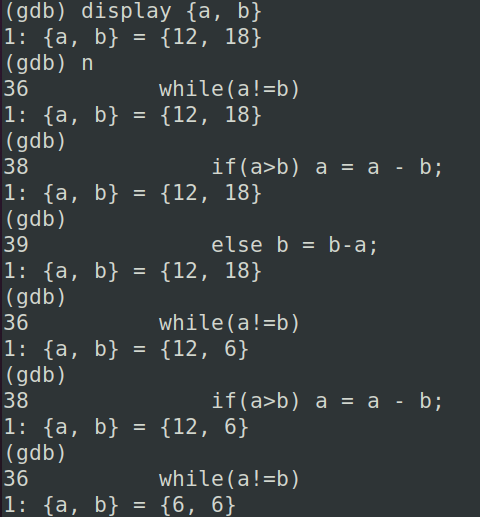 (gdb) display {a, b}
1: {a, b} = {12, 18}
(gdb) n
36          while(a!=b)
1: {a, b} = {12, 18}
(gdb)
38              if(a>b) a = a - b;
1: {a, b} = {12, 18}
(gdb)
39              else b = b-a;
1: {a, b} = {12, 18}
(gdb)
36          while(a!=b)
1: {a, b} = {12, 6}
(gdb)
38              if(a>b) a = a - b;
1: {a, b} = {12, 6}
(gdb)
36          while(a!=b)
1: {a, b} = {6, 6}